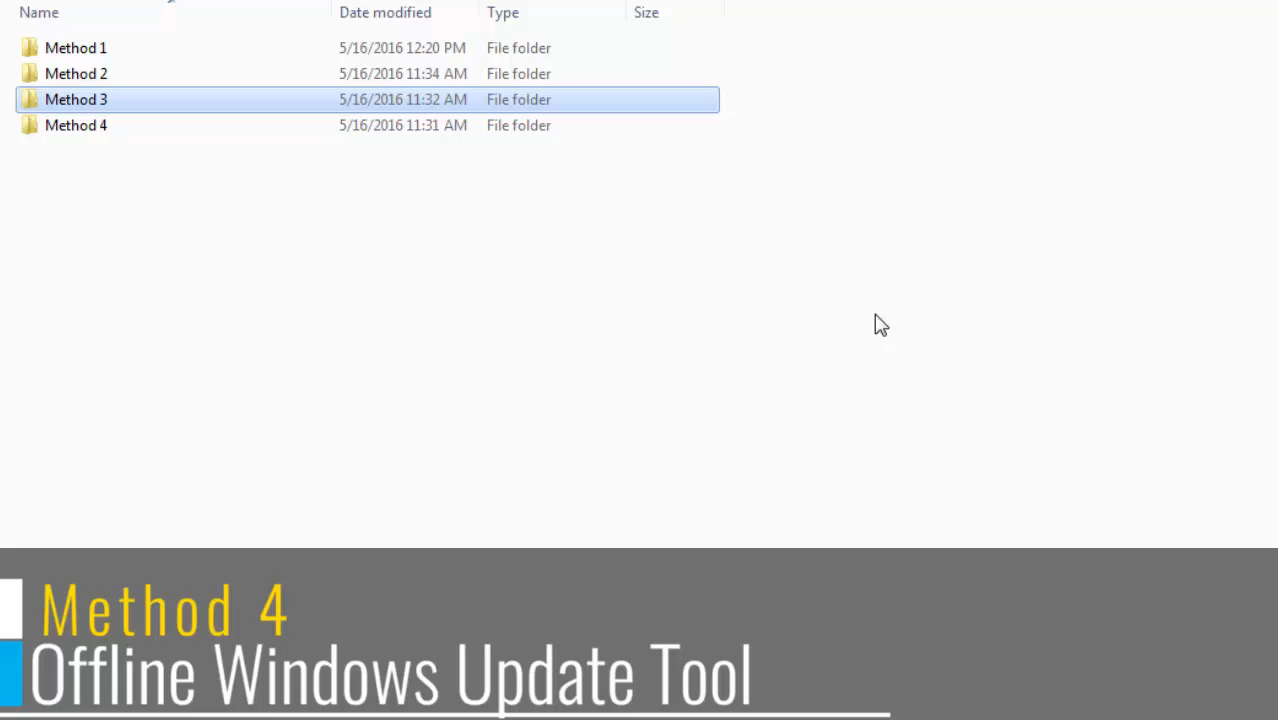 Name Date modified Type Size
Method 1 5/16/2016 12:20 PM File folder
Method 2 5/16/2016 11:34 AM File folder
Method 3 5/16/2016 11:32 AM File folder
Method 4 5/16/2016 11:31 AM File folder
Method 4
Offline Windows Update Tool